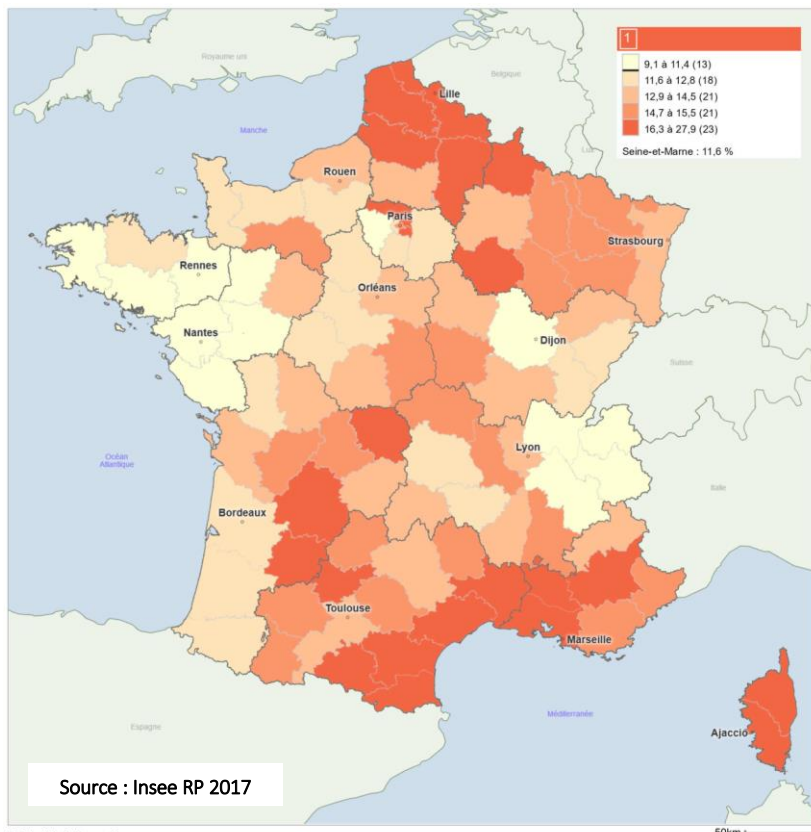 1
9,1 à 11,4 (13)
11,6 à 12,8 (18)
12,9 à 14,5 (21)
14,7 à 15,5 (21)
16,3 à 27,9 (23)
Seine-et-Marne : 11,6 %
Royaume uni
Belgique
Lille
Manche
Lux
Rouen
Paris
Strasbourg
Rennes
Orléans
Nantes
Dijon
Suisse
Océan
Atlantique
Lyon
Italie
Bordeaux
Toulouse
Marseille
Espagne
Méditerranée
Ajaccio
Source : Insee RP 2017